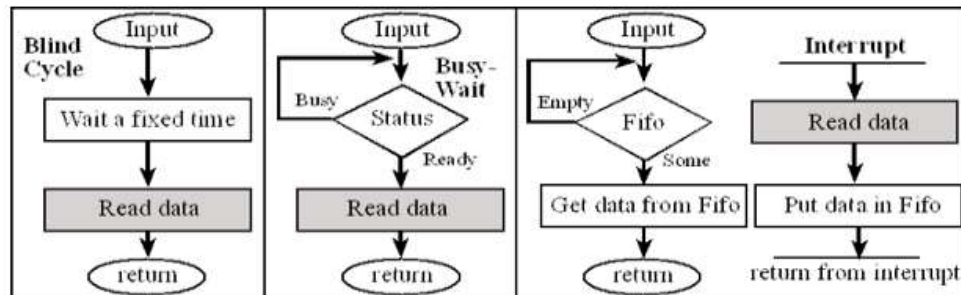 Input
Blind
Cycle
Wait a fixed time
Read data
return
Input
Busy-
Wait
Busy
Status
Ready
Read data
return
Input
Empty
Fifo
Some
Get data from Fifo
return
Interrupt
Read data
Put data in Fifo
return from interrupt